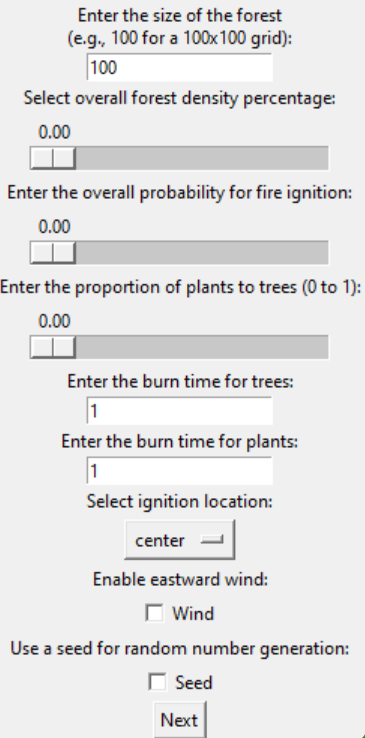 Enter the size of the forest
(e.g., 100 for a 100x100 grid):
100
Select overall forest density percentage:
0.00
Enter the overall probability for fire ignition:
0.00
Enter the proportion of plants to trees (0 to 1):
0.00
Enter the burn time for trees:
1
Enter the burn time for plants:
1
Select ignition location:
center
Enable eastward wind:
Wind
Use a seed for random number generation:
Seed
Next